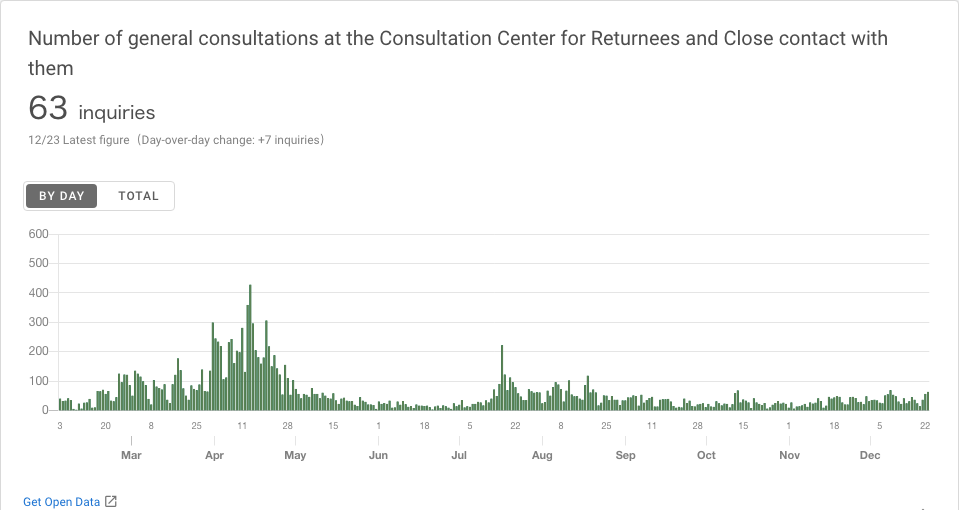 Number of general consultations at the Consultation Center for Returnees and Close contact with
them
63 inquiries
12/23 Latest figure (Day-over-day change: +7 inquiries)
BY DAY TOTAL
600
500
400
300
200
100
0
3 20 8 25 11 28 15 1 18 5 22 8 25 11 28 15 1 18 5 22
Mar Apr May Jun Jul Aug Sep Oct Nov Dec
Get Open Data